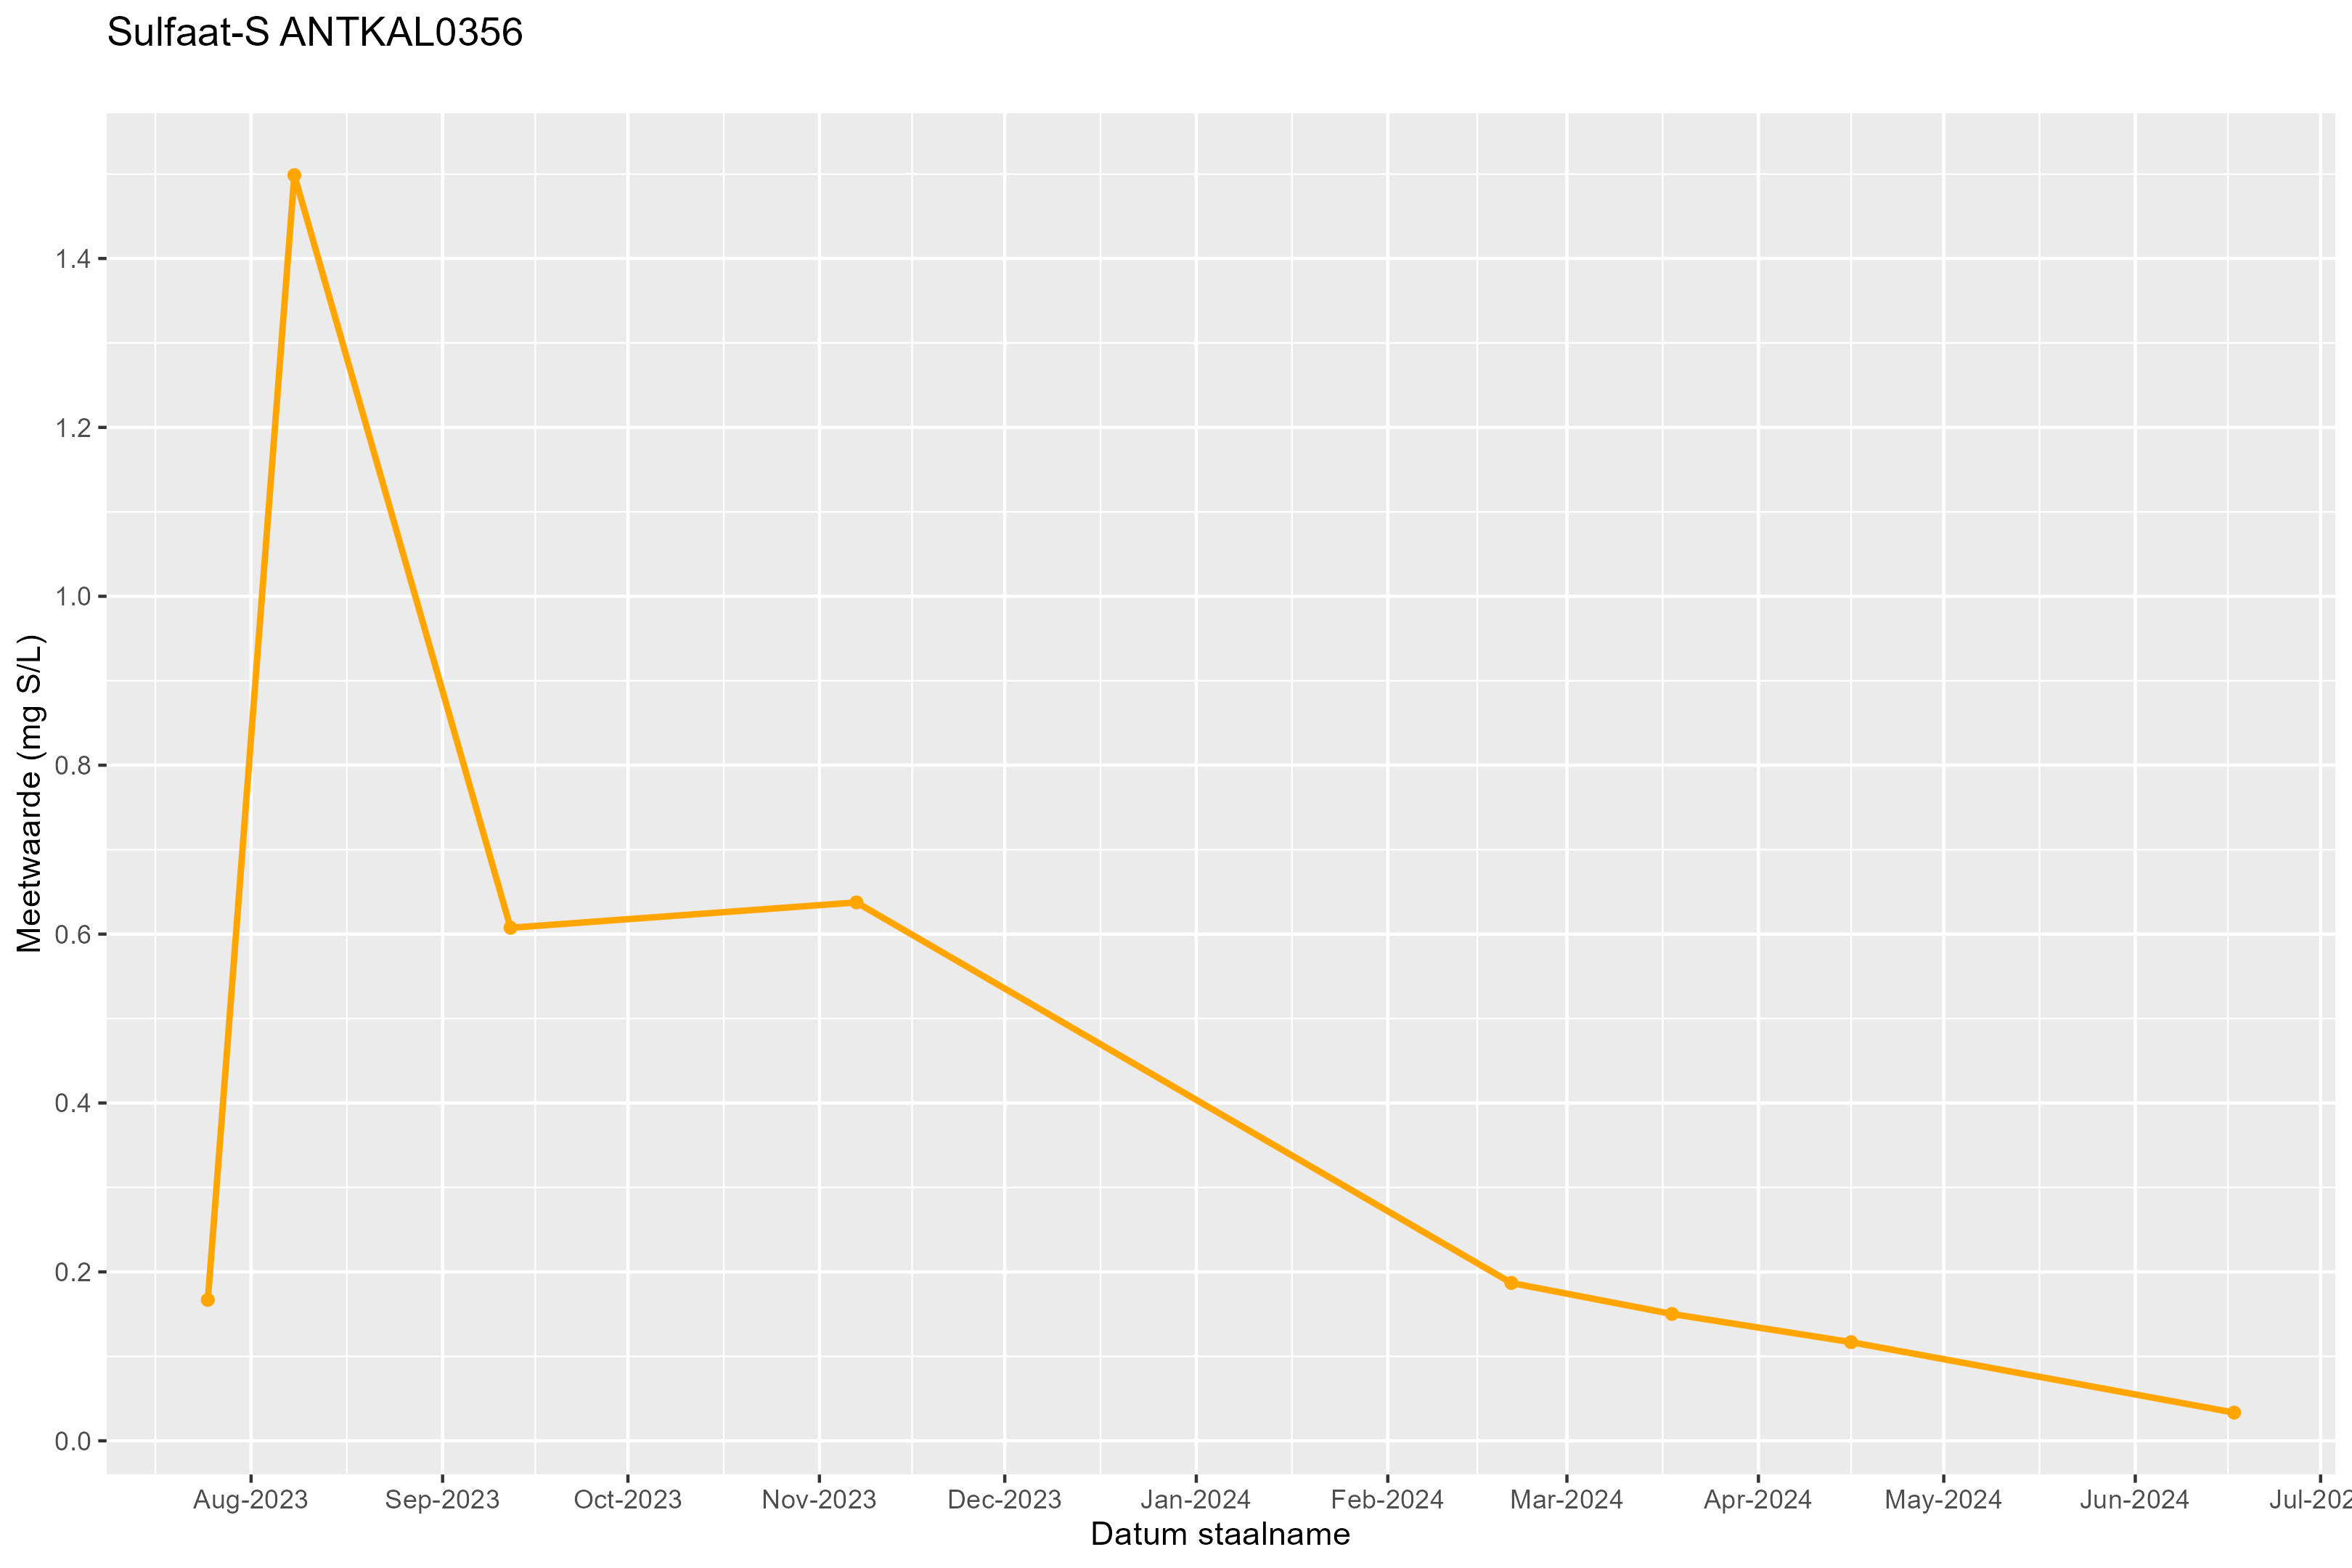 Sulfaat-S ANTKAL0356
Meetwaarde (mg S/L)
1.4
1.2
1.0
0.8
0.6
0.4
0.2
0.0
Aug-2023 Sep-2023 Oct-2023 Nov-2023 Dec-2023 Jan-2024 Feb-2024 Mar-2024 Apr-2024 May-2024 Jun-2024 Jul-202
Datum staalname